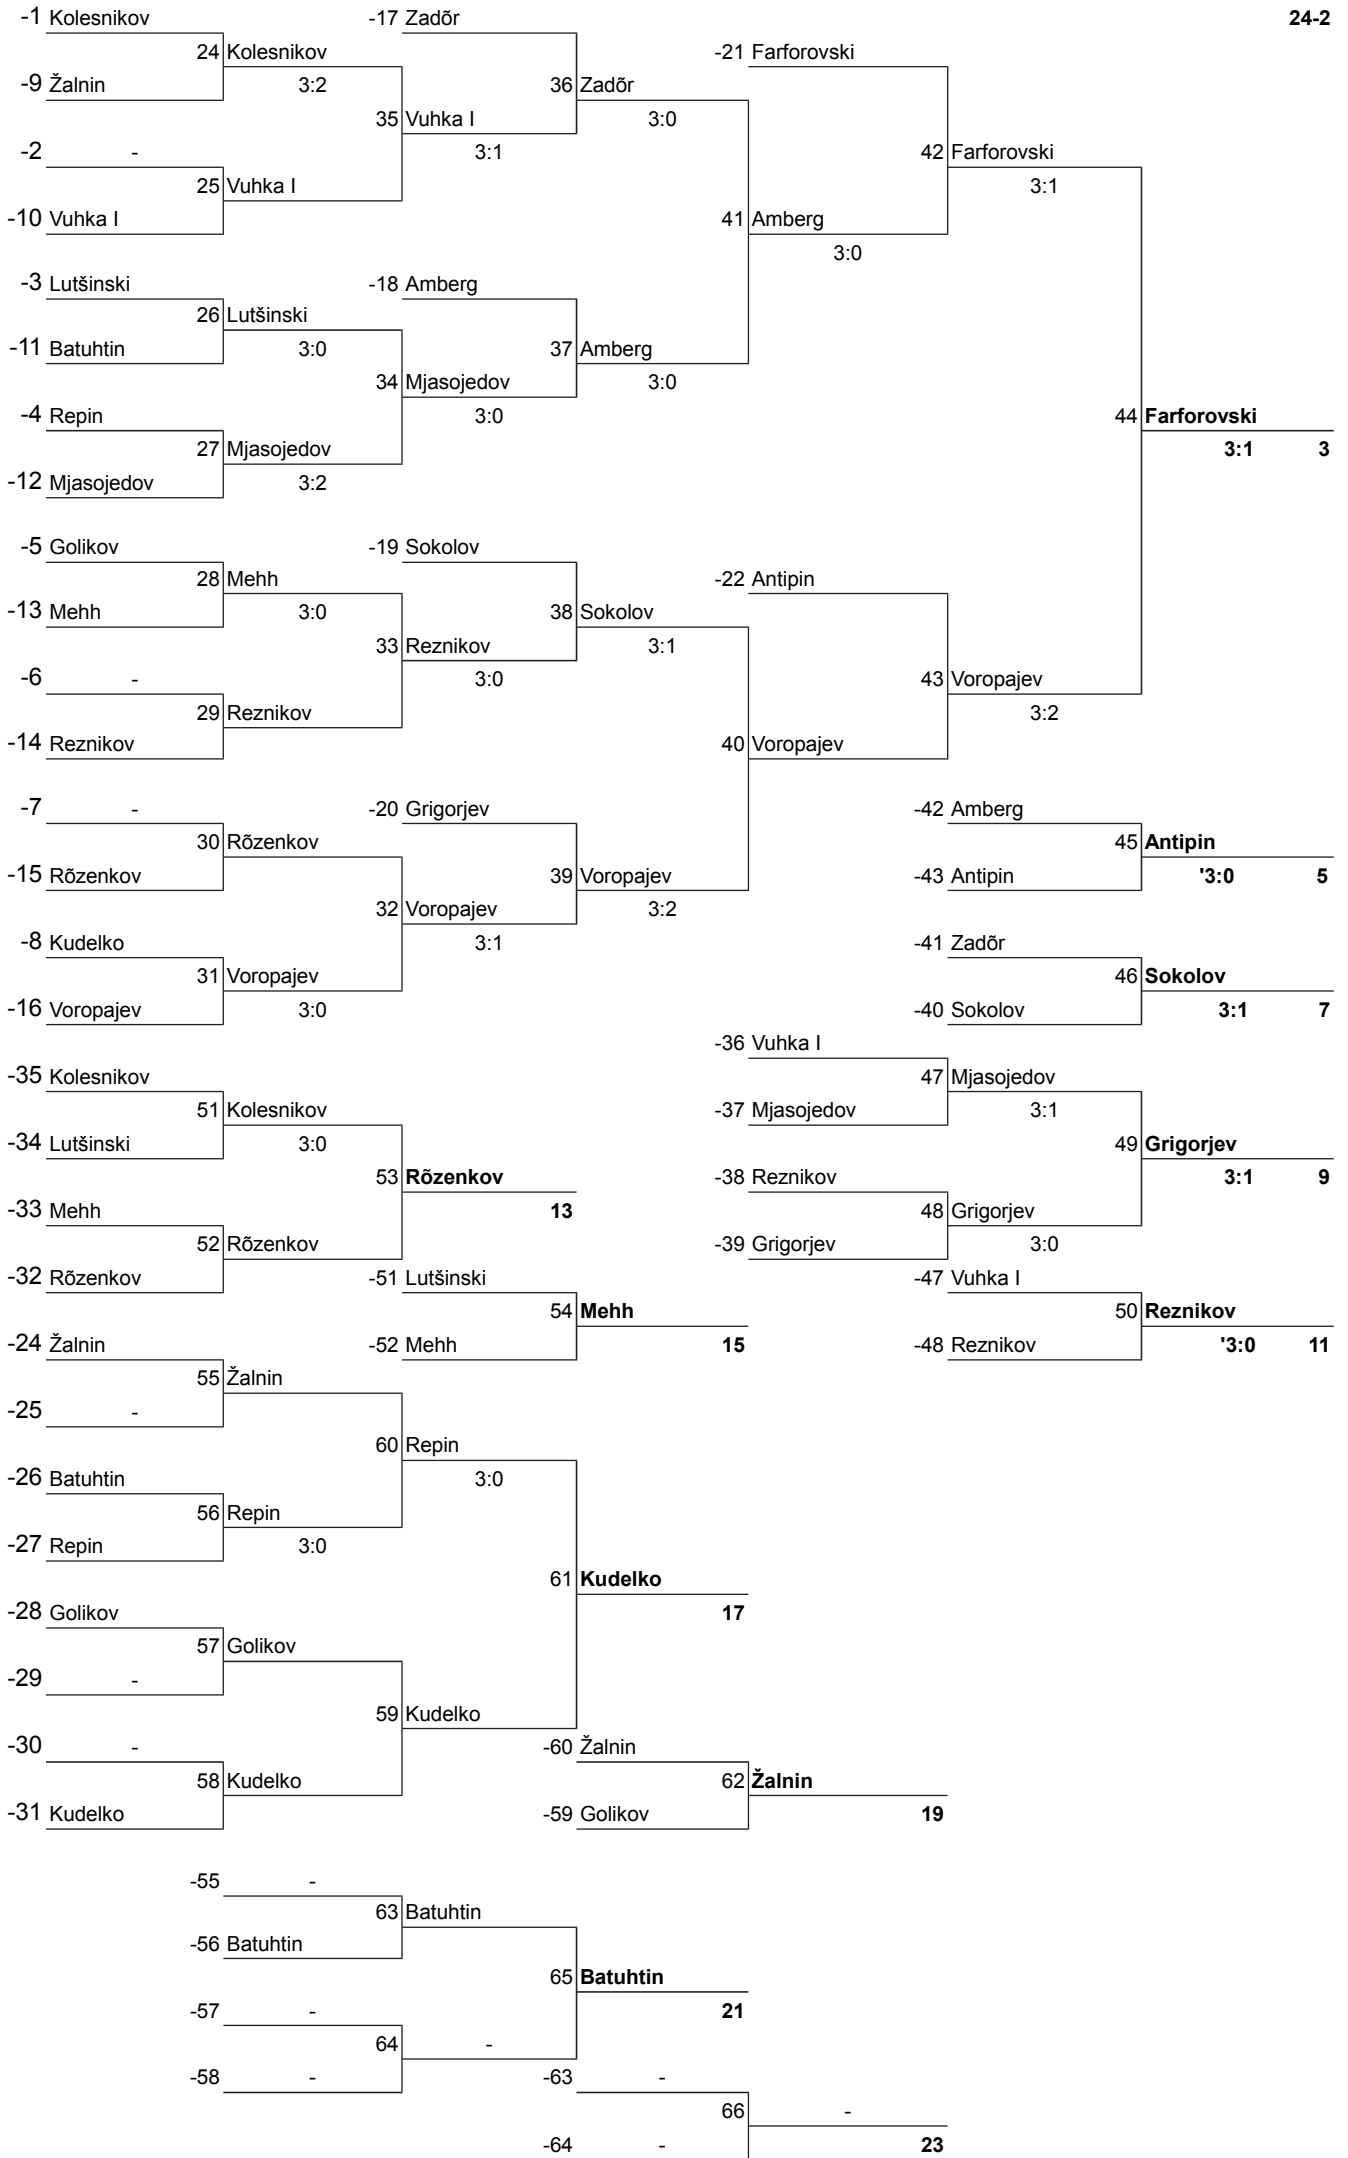 -1 Kolesnikov -17 Zadõr 24-2
24 Kolesnikov -21 Farforovski
-9 Žalnin 3:2 36 Zadõr
35 Vuhka I 3:0
-2 - 3:1 42 Farforovski
25 Vuhka I 3:1
-10 Vuhka I 41 Amberg
3:0
-3 Lutšinski -18 Amberg
26 Lutšinski
-11 Batuhtin 3:0 37 Amberg
34 Mjasojedov 3:0
-4 Repin 3:0 44 Farforovski
27 Mjasojedov 3:1 3
-12 Mjasojedov 3:2
-5 Golikov -19 Sokolov
28 Mehh -22 Antipin
-13 Mehh 3:0 38 Sokolov
33 Reznikov 3:1
-6 - 3:0 43 Voropajev
29 Reznikov 3:2
-14 Reznikov 40 Voropajev
-7 - -20 Grigorjev -42 Amberg
30 Rõzenkov 45 Antipin
-15 Rõzenkov 39 Voropajev -43 Antipin '3:0 5
32 Voropajev 3:2
-8 Kudelko 3:1 -41 Zadõr
31 Voropajev 46 Sokolov
-16 Voropajev 3:0 -40 Sokolov 3:1 7
-36 Vuhka I
-35 Kolesnikov 47 Mjasojedov
51 Kolesnikov -37 Mjasojedov 3:1
-34 Lutšinski 3:0 49 Grigorjev
53 Rõzenkov -38 Reznikov 3:1 9
-33 Mehh 13 48 Grigorjev
52 Rõzenkov -39 Grigorjev 3:0
-32 Rõzenkov -51 Lutšinski -47 Vuhka I
54 Mehh 50 Reznikov
-24 Žalnin -52 Mehh 15 -48 Reznikov '3:0 11
55 Žalnin
-25 -
60 Repin
-26 Batuhtin 3:0
56 Repin
-27 Repin 3:0
61 Kudelko
-28 Golikov 17
57 Golikov
-29 -
59 Kudelko
-30 - -60 Žalnin
58 Kudelko 62 Žalnin
-31 Kudelko -59 Golikov 19
-55 -
63 Batuhtin
-56 Batuhtin
65 Batuhtin
-57 - 21
64 -
-58 - -63 -
66 -
-64 - 23